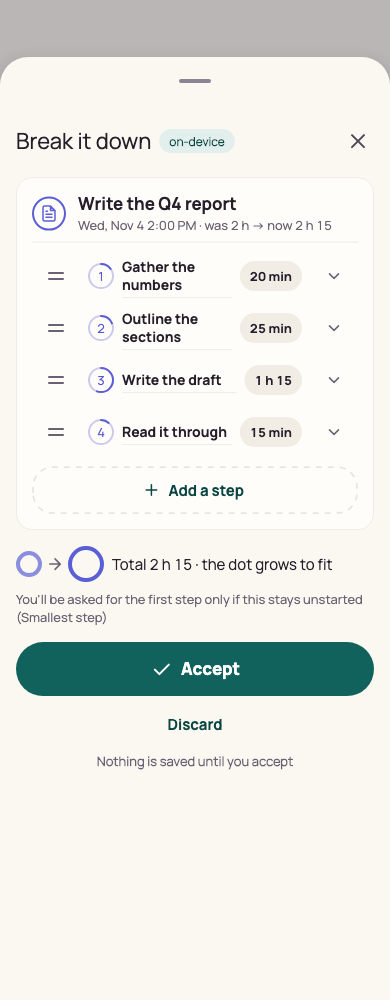 Break it down
on-device
Write the Q4 report
Wed, Nov 4 2:00 PM · was 2 h → now 2 h 15
1
Gather the
numbers
20 min
2
Outline the
sections
25 min
3
Write the draft
1 h 15
4
Read it through
15 min
Add a step
Total 2 h 15 · the dot grows to fit
You'll be asked for the first step only if this stays unstarted
(Smallest step)
Accept
Discard
Nothing is saved until you accept